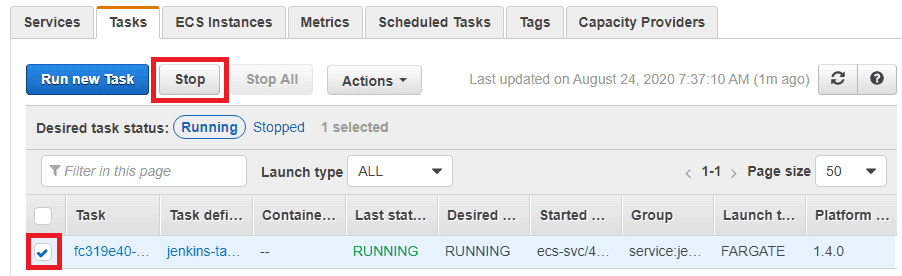 Services Tasks ECS Instances Metrics Scheduled Tasks Tags Capacity Providers
Run new Task Stop Stop All Actions Last updated on August 24, 2020 7:37:10 AM (1m ago)
Desired task status: Running Stopped 1 selected
Filter in this page Launch type ALL 1-1 Page size 50
Task Task defi... Containe... Last stat... Desired ... Started ... Group Launch t... Platform ...
fc319e40-... jenkins-ta... -- RUNNING RUNNING ecs-svc/4... service:je... FARGATE 1.4.0